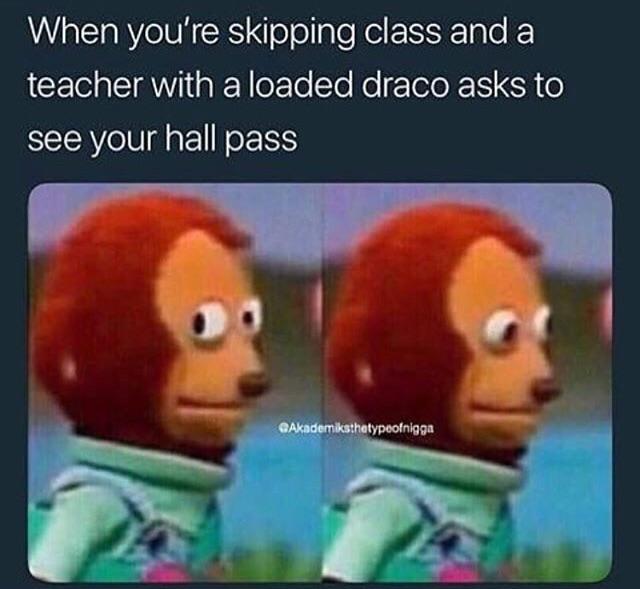 When you're skipping class and a
teacher with a loaded draco asks to
see your hall pass
@Akademiksthetypeofnigga